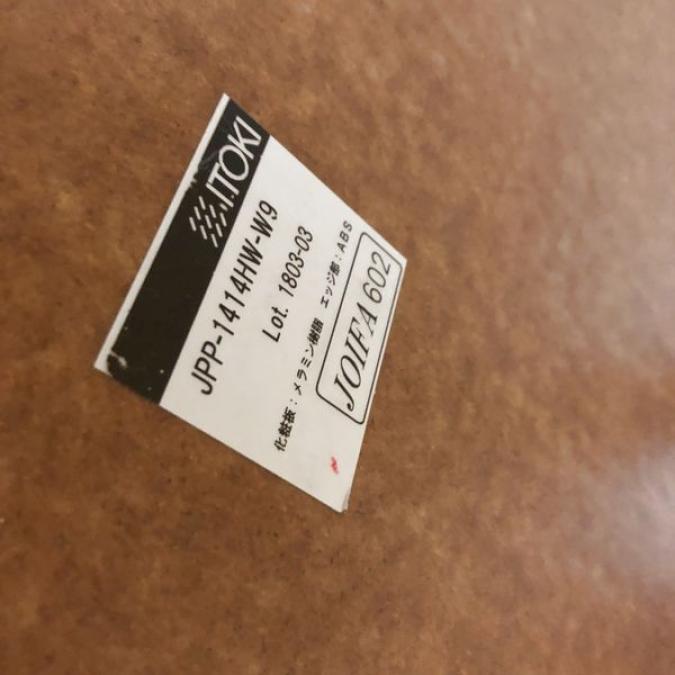 ITOKI
JPP-1414HW-W9
Lot. 1803-03
化粧板：メラミン樹脂 エッジ部：ABS
JOIFA 602